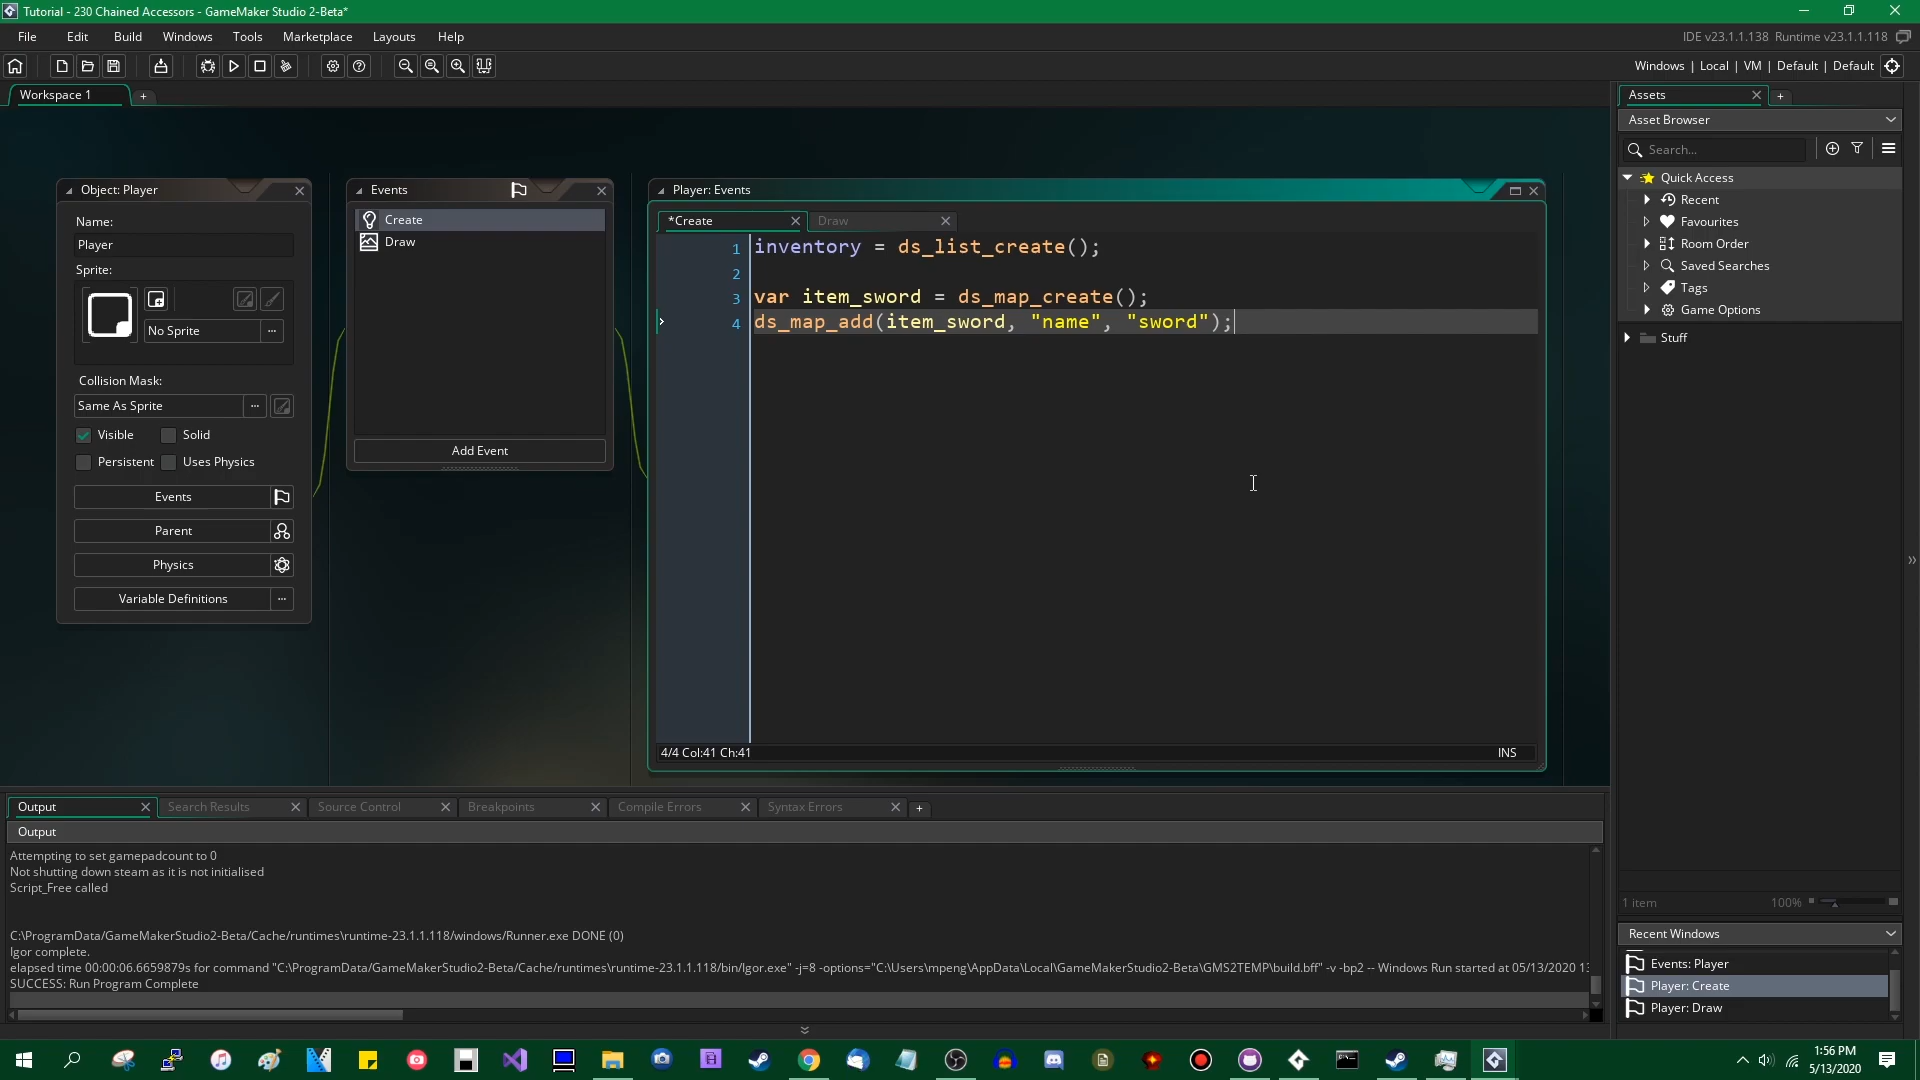 Tutorial - 230 Chained Accessors - GameMaker Studio 2-Beta*
File Edit Build Windows Tools Marketplace Layouts Help
IDE v23.1.1.138 Runtime v23.1.1.118
Windows | Local | VM | Default | Default
Workspace 1
Object: Player
Name:
Player
Sprite:
No Sprite
Collision Mask:
Same As Sprite
Visible Solid
Persistent Uses Physics
Events
Parent
Physics
Variable Definitions
Events
Create
Draw
Add Event
Player: Events
*Create Draw
1 inventory = ds_list_create();
2
3 var item_sword = ds_map_create();
4 ds_map_add(item_sword, "name", "sword");
4/4 Col:41 Ch:41 INS
Assets
Asset Browser
Search...
Quick Access
Recent
Favourites
Room Order
Saved Searches
Tags
Game Options
Stuff
1 item 100%
Recent Windows
Events: Player
Player: Create
Player: Draw
Output Search Results Source Control Breakpoints Compile Errors Syntax Errors
Output
Attempting to set gamepadcount to 0
Not shutting down steam as it is not initialised
Script_Free called
C:\ProgramData/GameMakerStudio2-Beta/Cache/runtimes\runtime-23.1.1.118/windows/Runner.exe DONE (0)
Igor complete.
elapsed time 00:00:06.6659879s for command "C:\ProgramData/GameMakerStudio2-Beta/Cache/runtimes\runtime-23.1.1.118/bin/Igor.exe" -j=8 -options="C:\Users\mpeng\AppData\Local\GameMakerStudio2-Beta\GMS2TEMP\build.bff" -v -bp2 -- Windows Run started at 05/13/2020 13
SUCCESS: Run Program Complete
1:56 PM
5/13/2020